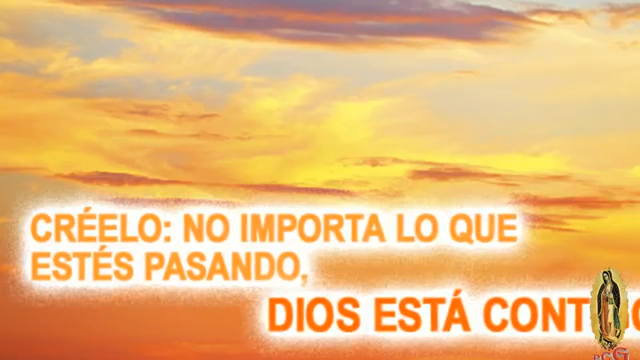 CRÉELO: NO IMPORTA LO QUE
ESTÉS PASANDO,
DIOS ESTÁ